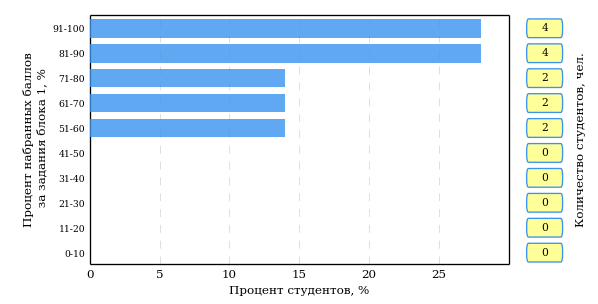 Процент набранных баллов
за задания блока 1, %
91-100 4
81-90 4
71-80 2
61-70 2
51-60 2
41-50 0
31-40 0
21-30 0
11-20 0
0-10 0
0 5 10 15 20 25
Процент студентов, %
Количество студентов, чел.